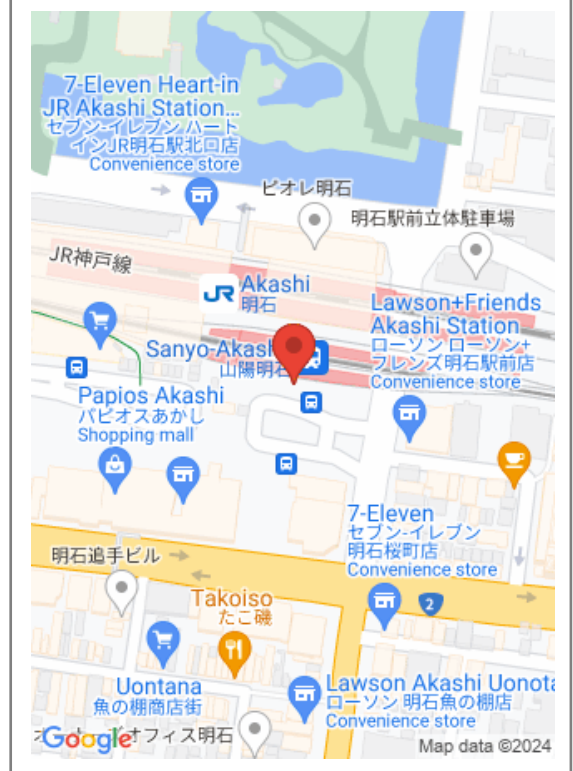 7-Eleven Heart-in
JR Akashi Station...
セブン-イレブン ハート
インJR明石駅北口店
Convenience store
ピオレ明石
明石駅前立体駐車場
JR神戸線
JR
Akashi
明石
Lawson+Friends
Akashi Station
ローソン ローソン+
フレンズ明石駅前店
Convenience store
Sanyo-Akash
山陽明石
Papios Akashi
パピオスあかし
Shopping mall
7-Eleven
セブン-イレブン
明石桜町店
Convenience store
明石追手ビル
2
Takoiso
たこ磯
Uontana
魚の棚商店街
Lawson Akashi Uonota
ローソン 明石魚の棚店
Convenience store
オフィス明石
Google
Map data ©2024